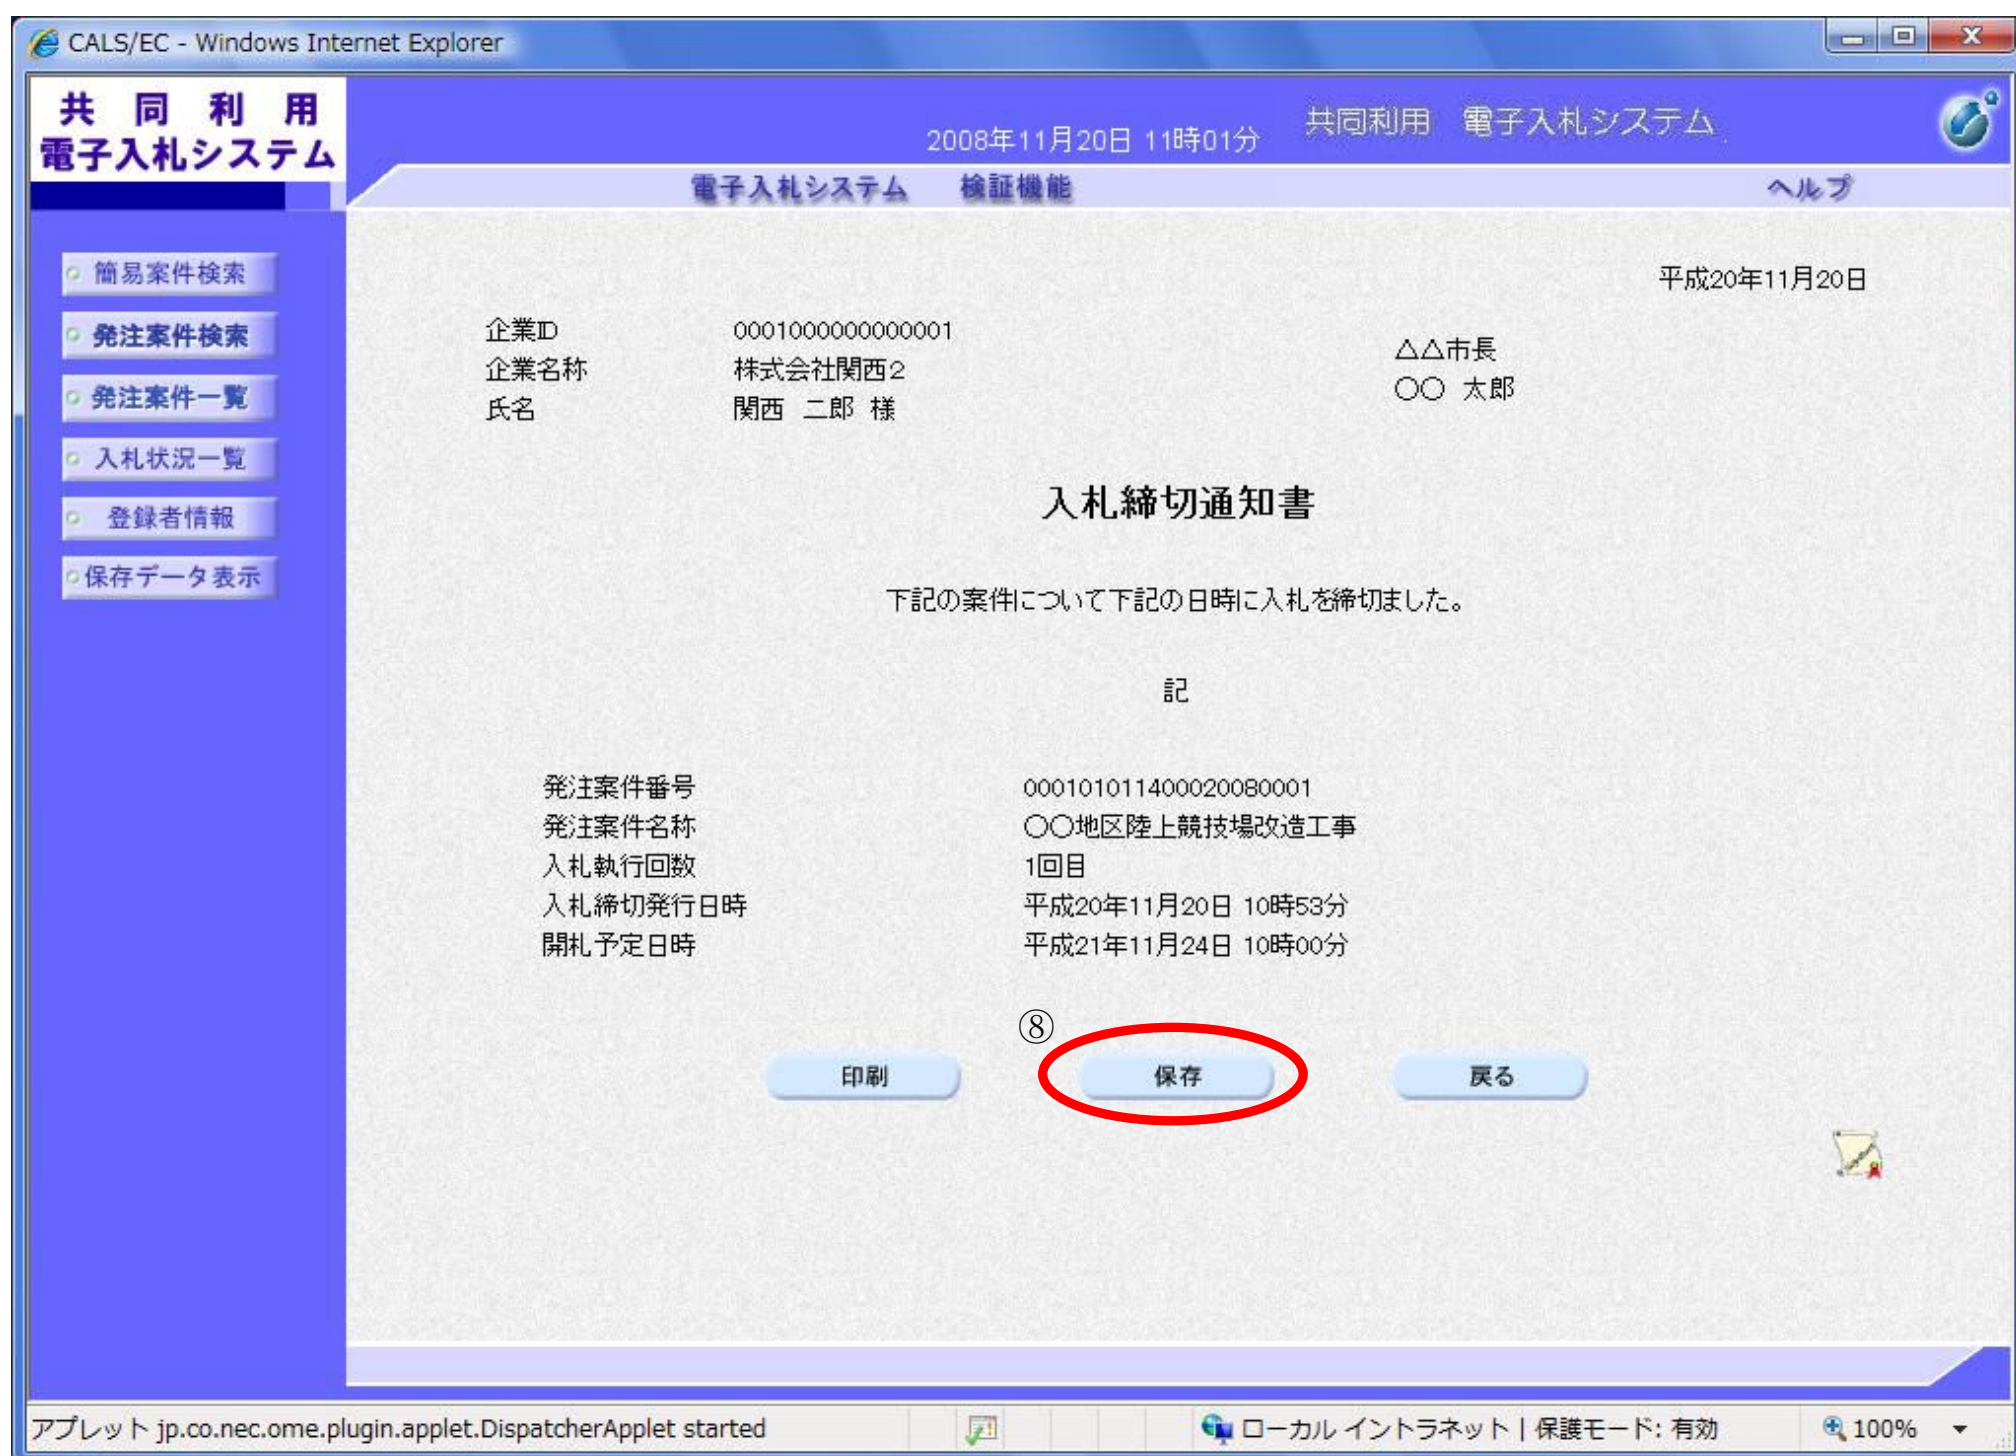 CALS/EC - Windows Internet Explorer
共同利用
電子入札システム
2008年11月20日 11時01分
共同利用 電子入札システム
電子入札システム 検証機能 ヘルプ
簡易案件検索
発注案件検索
発注案件一覧
入札状況一覧
登録者情報
保存データ表示
平成20年11月20日
企業ID 0001000000000001
企業名称 株式会社関西2
氏名 関西 二郎 様
△△市長
〇〇 太郎
入札締切通知書
下記の案件について下記の日時に入札を締切ました。
記
発注案件番号 000101011400020080001
発注案件名称 〇〇地区陸上競技場改造工事
入札執行回数 1回目
入札締切発行日時 平成20年11月20日 10時53分
開札予定日時 平成21年11月24日 10時00分
⑧
印刷 保存 戻る
アプレット jp.co.nec.ome.plugin.applet.DispatcherApplet started
ローカル イントラネット | 保護モード: 有効
100%